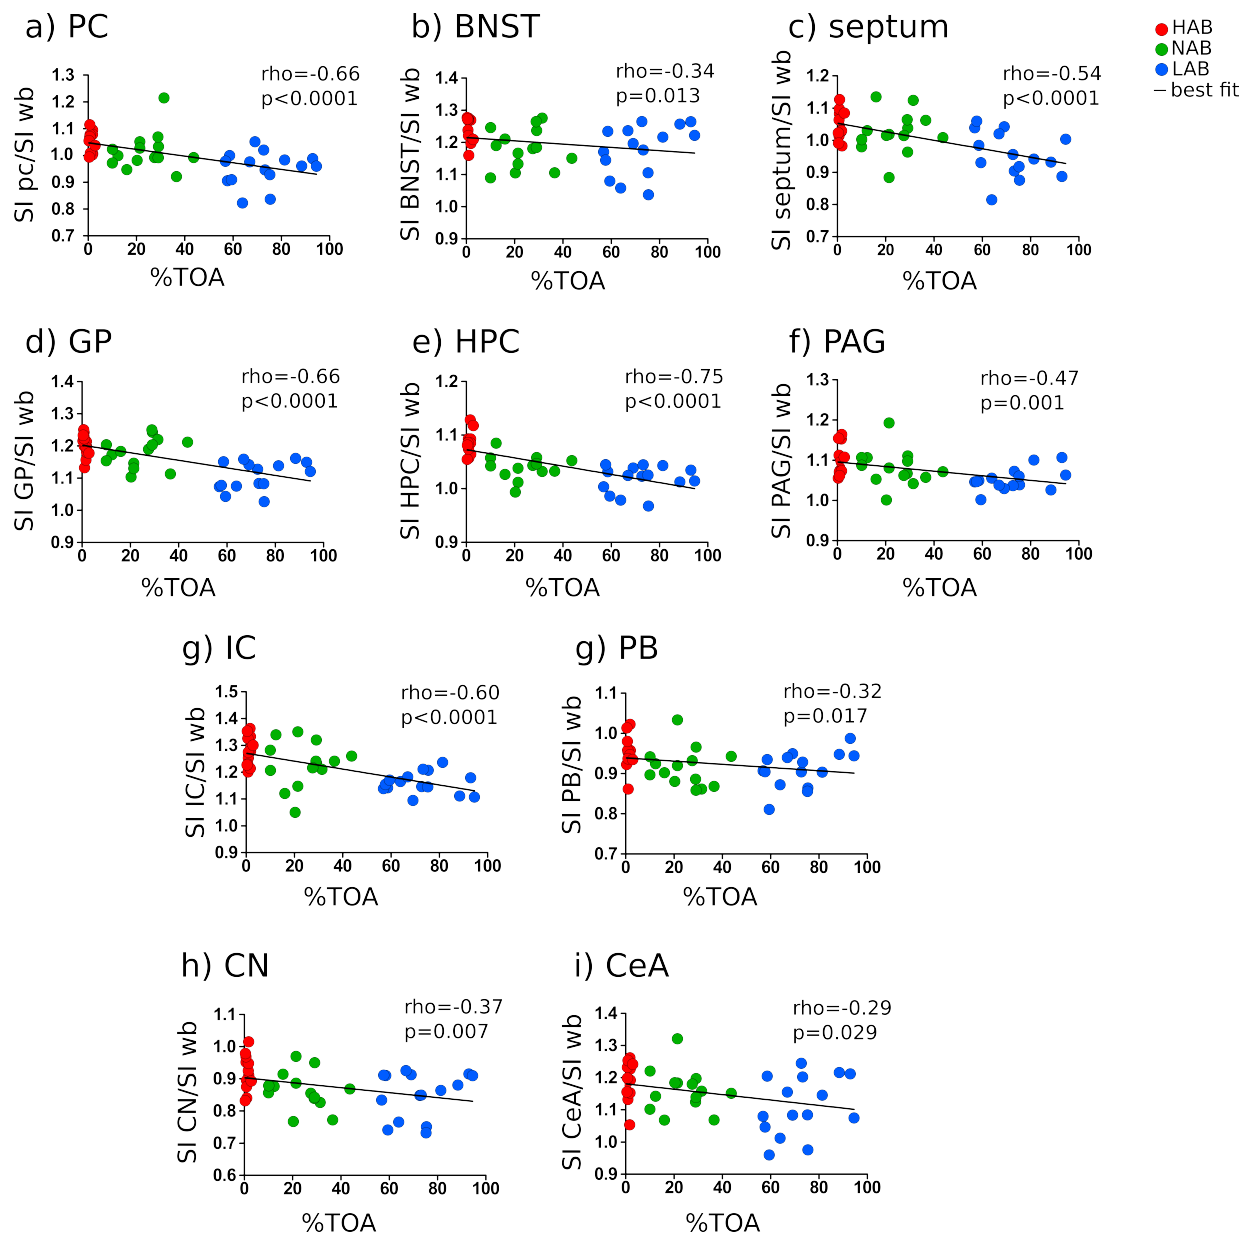 a) PC
rho=-0.66
p<0.0001
SI pc/SI wb
1.3
1.2
1.1
1.0
0.9
0.8
0.7
0 20 40 60 80 100
%TOA
b) BNST
rho=-0.34
p=0.013
SI BNST/SI wb
1.4
1.3
1.2
1.1
1.0
0.9
0 20 40 60 80 100
%TOA
c) septum
rho=-0.54
p<0.0001
SI septum/SI wb
1.2
1.1
1.0
0.9
0.8
0.7
0 20 40 60 80 100
%TOA
HAB
NAB
LAB
best fit
d) GP
rho=-0.66
p<0.0001
SI GP/SI wb
1.4
1.3
1.2
1.1
1.0
0.9
0 20 40 60 80 100
%TOA
e) HPC
rho=-0.75
p<0.0001
SI HPC/SI wb
1.2
1.1
1.0
0.9
0 20 40 60 80 100
%TOA
f) PAG
rho=-0.47
p=0.001
SI PAG/SI wb
1.3
1.2
1.1
1.0
0.9
0 20 40 60 80 100
%TOA
g) IC
rho=-0.60
p<0.0001
SI IC/SI wb
1.5
1.4
1.3
1.2
1.1
1.0
0.9
0 20 40 60 80 100
%TOA
g) PB
rho=-0.32
p=0.017
SI PB/SI wb
1.1
1.0
0.9
0.8
0.7
0 20 40 60 80 100
%TOA
h) CN
rho=-0.37
p=0.007
SI CN/SI wb
1.1
1.0
0.9
0.8
0.7
0.6
0 20 40 60 80 100
%TOA
i) CeA
rho=-0.29
p=0.029
SI CeA/SI wb
1.4
1.3
1.2
1.1
1.0
0.9
0 20 40 60 80 100
%TOA